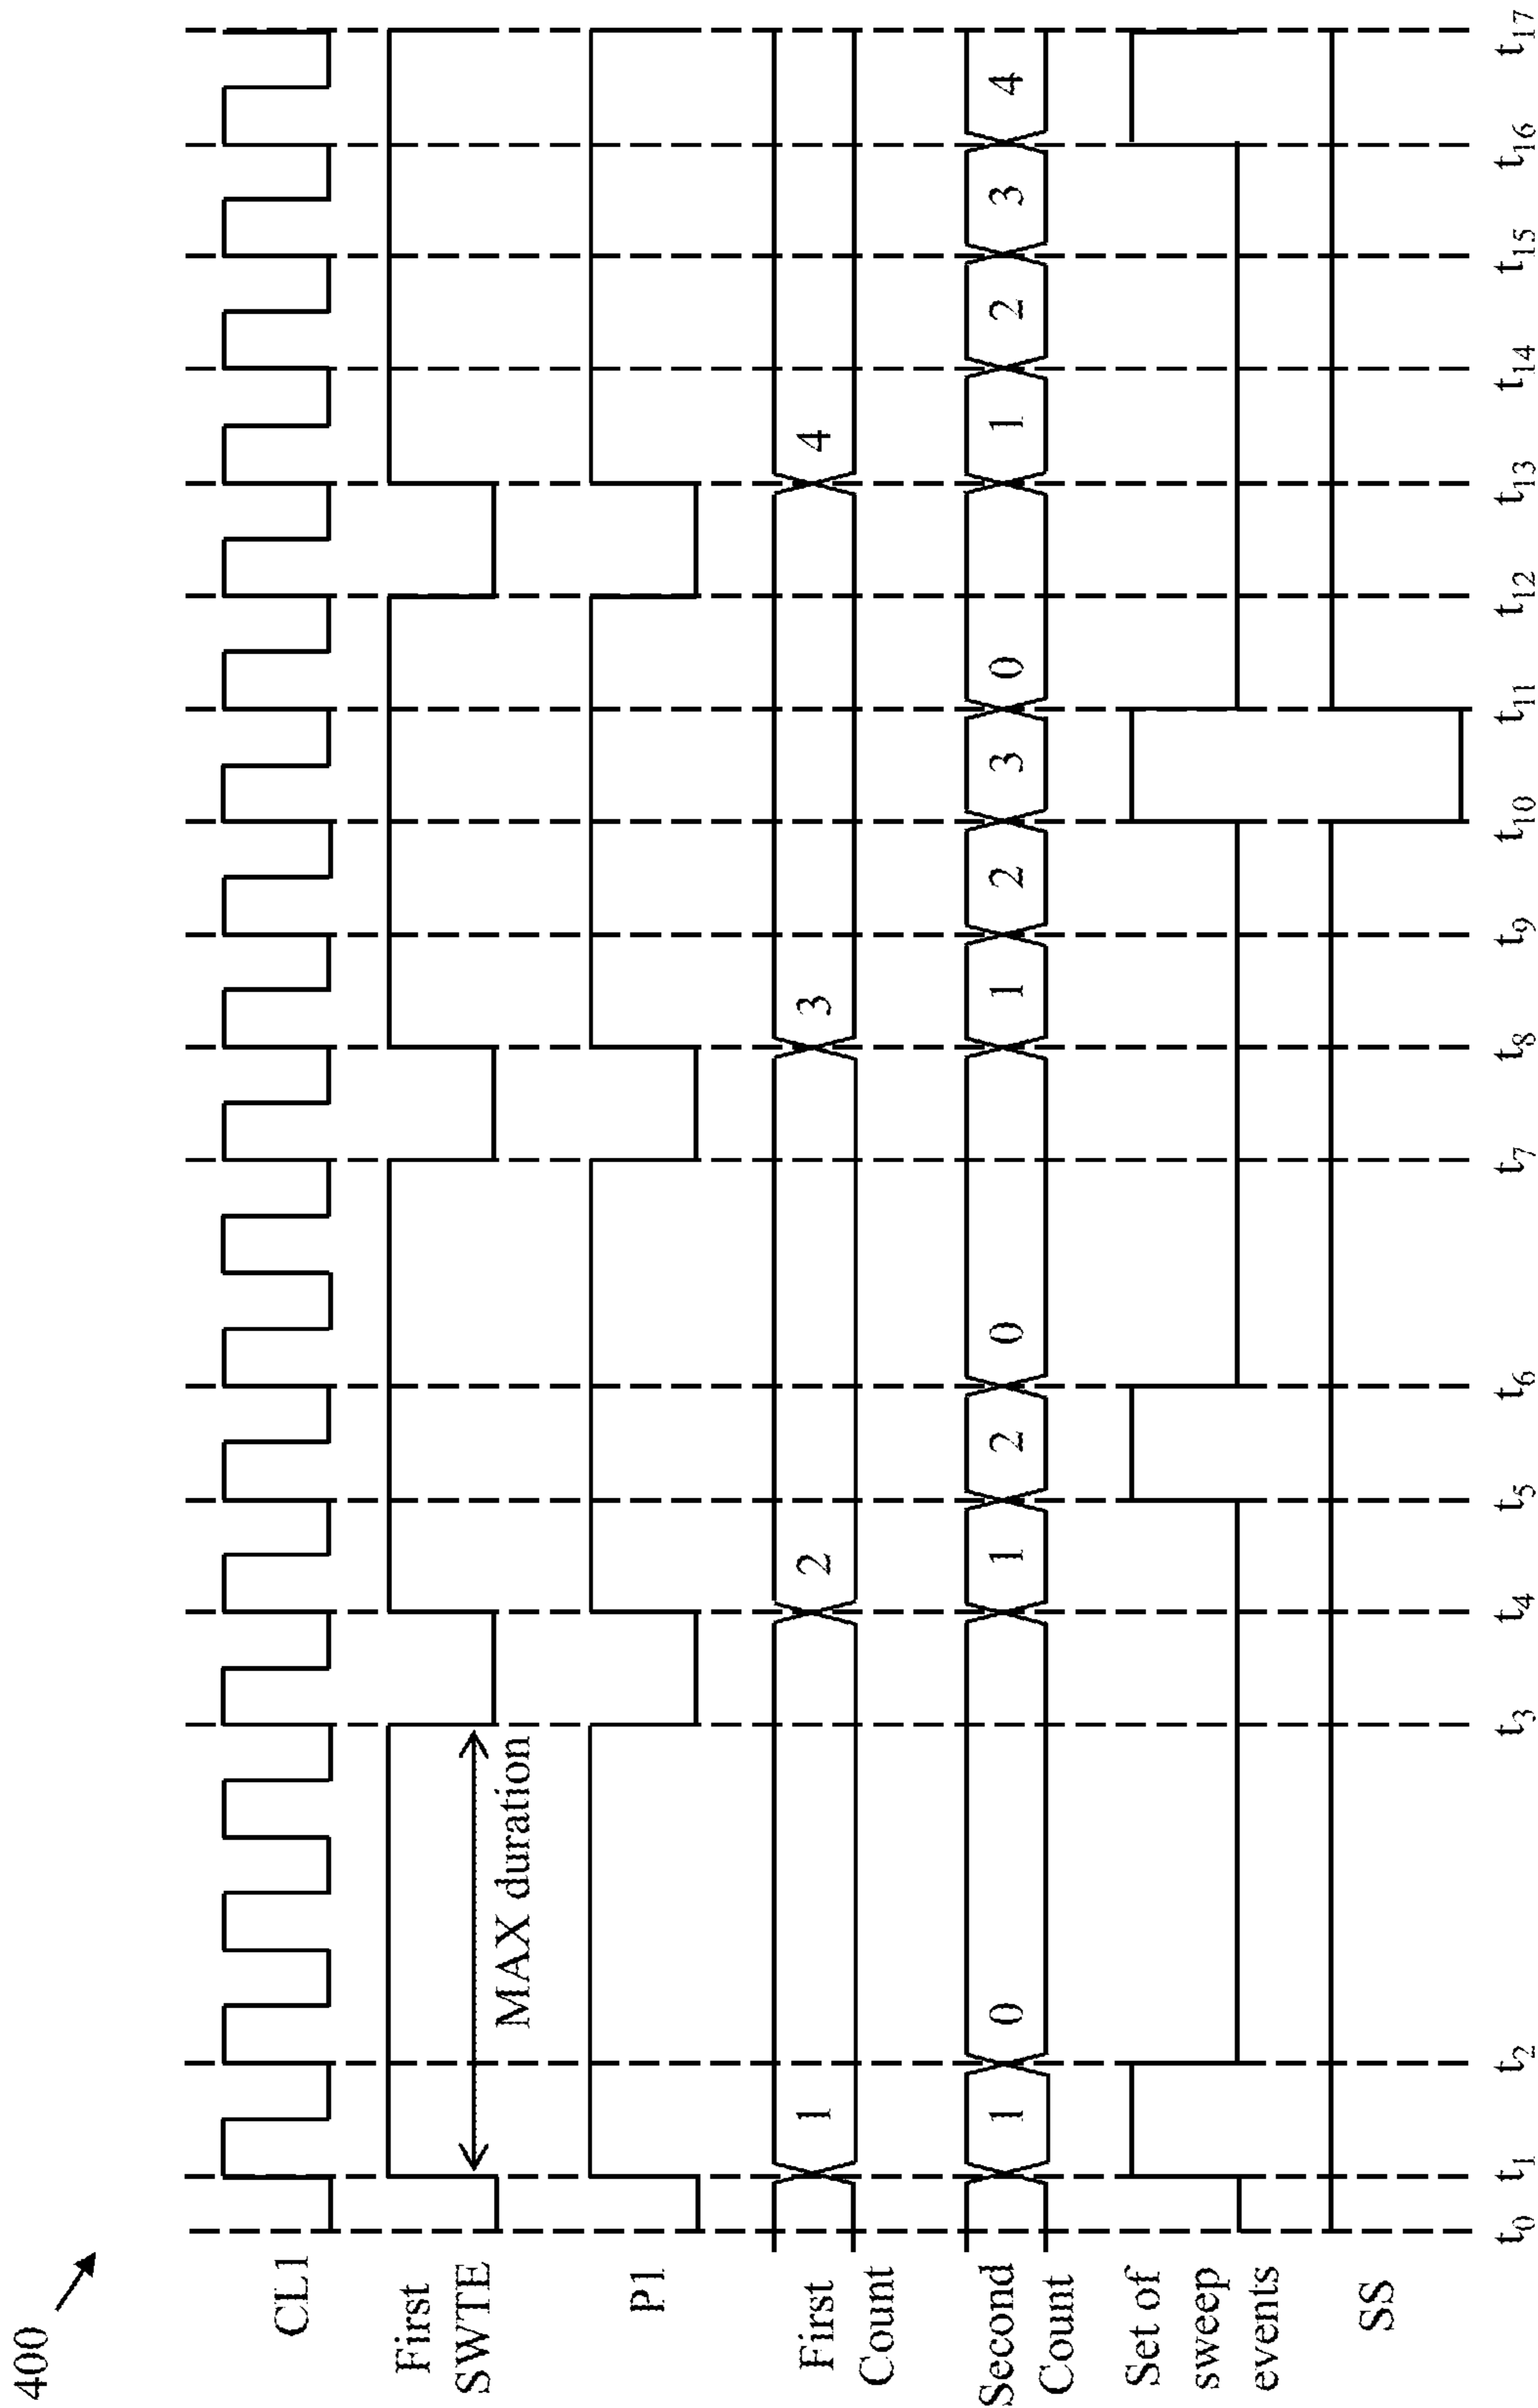 400
CL1
First
SWTE
MAX duration
P1
First
Count
1
2
3
4
Second
Count
1
0
1
2
0
1
2
3
0
1
2
3
4
Set of
sweep
events
SS
t0 t1 t2 t3 t4 t5 t6 t7 t8 t9 t10 t11 t12 t13 t14 t15 t16 t17